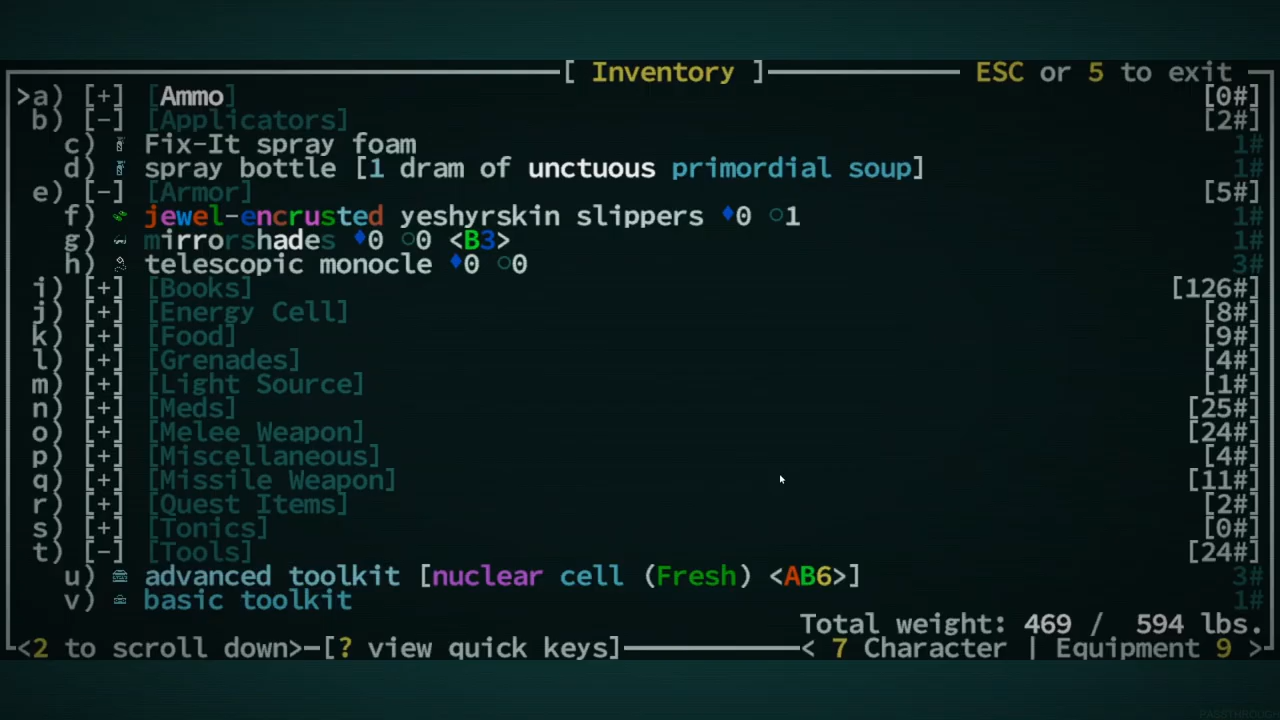 [ Inventory ] ESC or 5 to exit
>a) [+] [Ammo] [0#]
b) [-] [Applicators] [2#]
c) Fix-It spray foam 1#
d) spray bottle [1 dram of unctuous primordial soup] 1#
e) [-] [Armor] [5#]
f) jewel-encrusted yeshyrskin slippers ♦0 ○1 1#
g) mirrorshades ♦0 ○0 <B3> 1#
h) telescopic monocle ♦0 ○0 3#
i) [+] [Books] [126#]
j) [+] [Energy Cell] [8#]
k) [+] [Food] [9#]
l) [+] [Grenades] [4#]
m) [+] [Light Source] [1#]
n) [+] [Meds] [25#]
o) [+] [Melee Weapon] [24#]
p) [+] [Miscellaneous] [4#]
q) [+] [Missile Weapon] [11#]
r) [+] [Quest Items] [2#]
s) [+] [Tonics] [0#]
t) [-] [Tools] [24#]
u) advanced toolkit [nuclear cell (Fresh) <AB6>] 3#
v) basic toolkit 1#
Total weight: 469 / 594 lbs.
<2 to scroll down> [? view quick keys] < 7 Character | Equipment 9 >